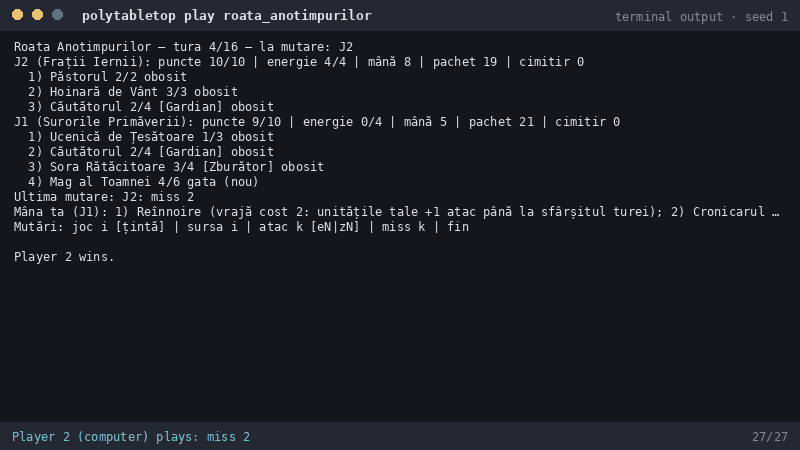 polytabletop play roata_anotimpurilor
terminal output · seed 1
Roata Anotimpurilor — tura 4/16 — la mutare: J2
J2 (Frații Iernii): puncte 10/10 | energie 4/4 | mână 8 | pachet 19 | cimitir 0
1) Păstorul 2/2 obosit
2) Hoinară de Vânt 3/3 obosit
3) Căutătorul 2/4 [Gardian] obosit
J1 (Surorile Primăverii): puncte 9/10 | energie 0/4 | mână 5 | pachet 21 | cimitir 0
1) Ucenică de Țesătoare 1/3 obosit
2) Căutătorul 2/4 [Gardian] obosit
3) Sora Rătăcitoare 3/4 [Zburător] obosit
4) Mag al Toamnei 4/6 gata (nou)
Ultima mutare: J2: miss 2
Mâna ta (J1): 1) Reînnoire (vrajă cost 2: unitățile tale +1 atac până la sfârșitul turei); 2) Cronicarul …
Mutări: joc i [țintă] | sursa i | atac k [eN|zN] | miss k | fin
Player 2 wins.
Player 2 (computer) plays: miss 2
27/27